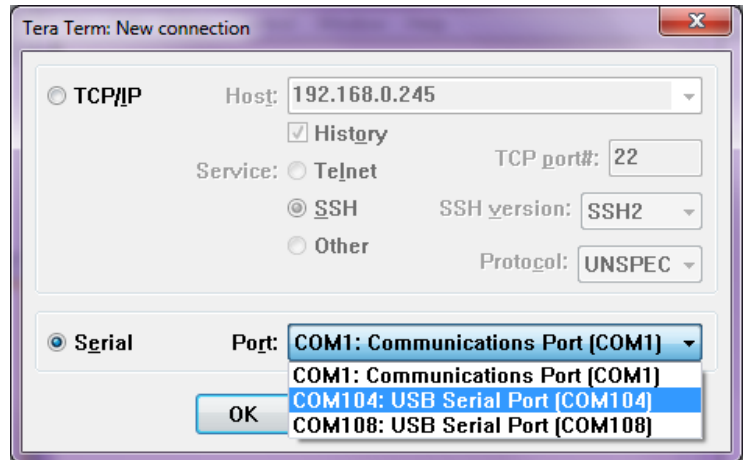 Tera Term: New connection
TCP/IP Host: 192.168.0.245
History
Service: Telnet TCP port#: 22
SSH SSH version: SSH2
Other Protocol: UNSPEC
Serial Port: COM1: Communications Port (COM1)
COM1: Communications Port (COM1)
COM104: USB Serial Port (COM104)
OK COM108: USB Serial Port (COM108)